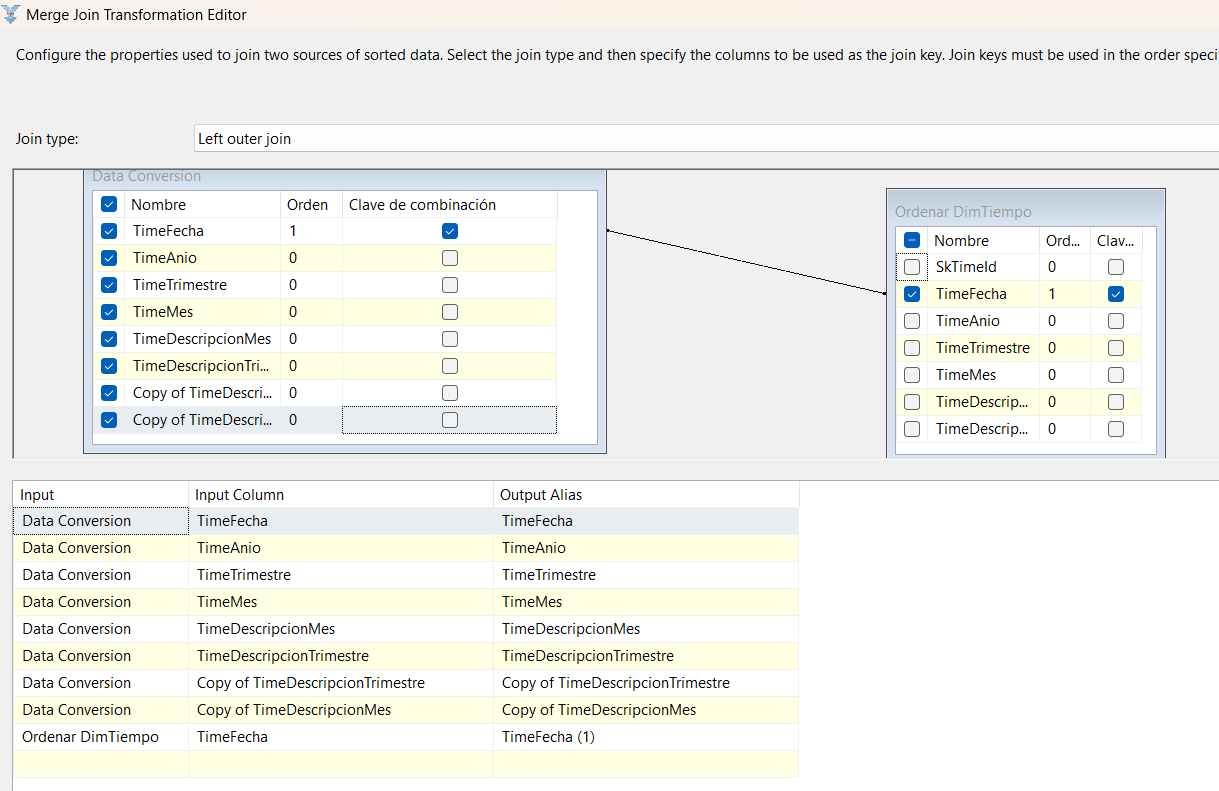 Merge Join Transformation Editor
Configure the properties used to join two sources of sorted data. Select the join type and then specify the columns to be used as the join key. Join keys must be used in the order speci
Join type: Left outer join
Data Conversion
Nombre Orden Clave de combinación
TimeFecha 1
TimeAnio 0
TimeTrimestre 0
TimeMes 0
TimeDescripcionMes 0
TimeDescripcionTri... 0
Copy of TimeDescri... 0
Copy of TimeDescri... 0
Ordenar DimTiempo
Nombre Ord... Clav...
SkTimeId 0
TimeFecha 1
TimeAnio 0
TimeTrimestre 0
TimeMes 0
TimeDescrip... 0
TimeDescrip... 0
Input Input Column Output Alias
Data Conversion TimeFecha TimeFecha
Data Conversion TimeAnio TimeAnio
Data Conversion TimeTrimestre TimeTrimestre
Data Conversion TimeMes TimeMes
Data Conversion TimeDescripcionMes TimeDescripcionMes
Data Conversion TimeDescripcionTrimestre TimeDescripcionTrimestre
Data Conversion Copy of TimeDescripcionTrimestre Copy of TimeDescripcionTrimestre
Data Conversion Copy of TimeDescripcionMes Copy of TimeDescripcionMes
Ordenar DimTiempo TimeFecha TimeFecha (1)